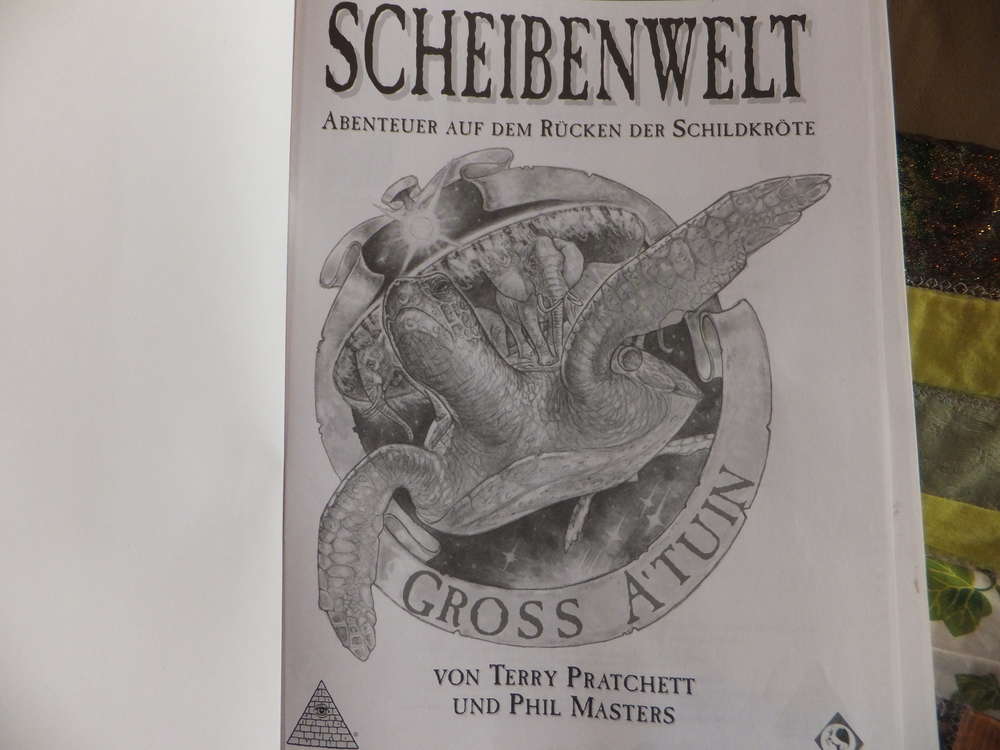 SCHEIBENWELT
ABENTEUER AUF DEM RÜCKEN DER SCHILDKRÖTE
GROSS A'TUIN
VON TERRY PRATCHETT
UND PHIL MASTERS